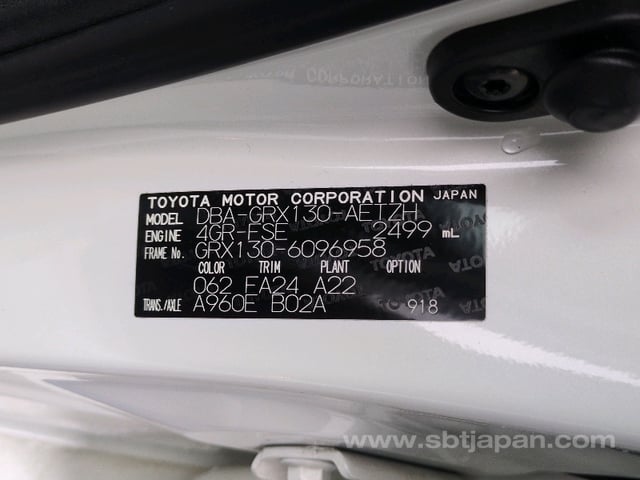 TOYOTA MOTOR CORPORATION JAPAN
MODEL DBA-GRX130-AETZH
ENGINE 4GR-FSE 2499 mL
FRAME No. GRX130-6096958
COLOR TRIM PLANT OPTION
062 FA24 A22
TRANS./AXLE A960E B02A 918
www.sbtjapan.com